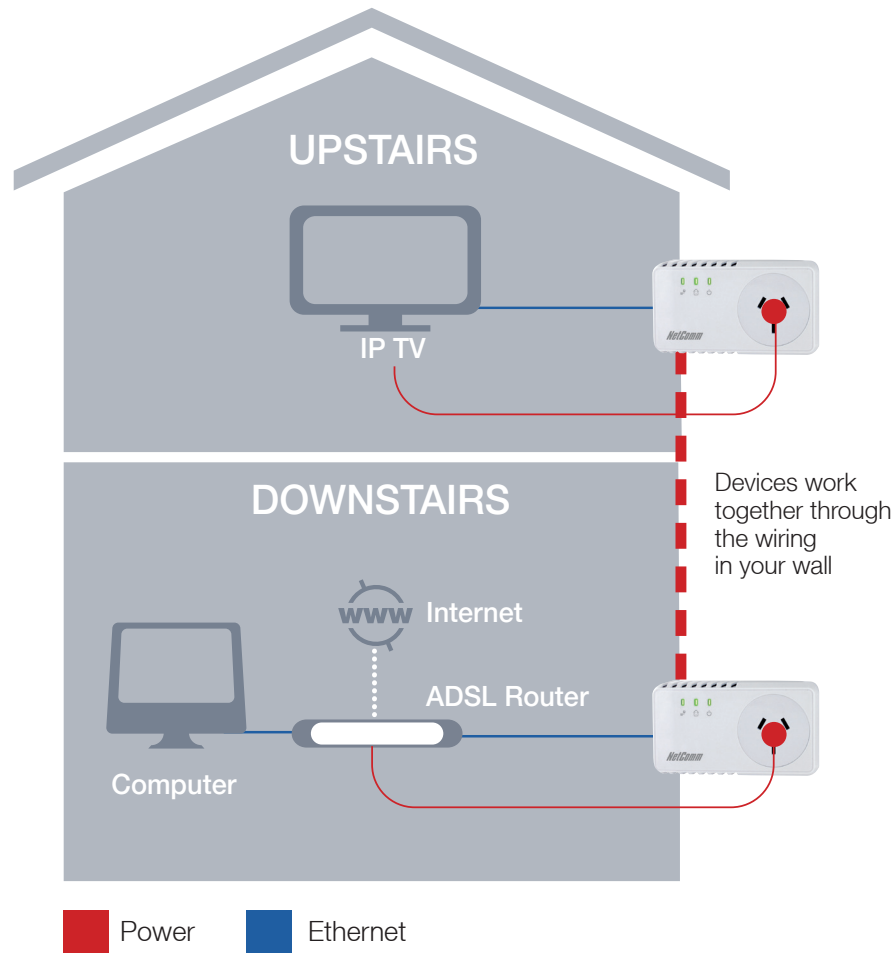 UPSTAIRS
IP TV
NetComm
Devices work
together through
the wiring
in your wall
DOWNSTAIRS
www
Internet
ADSL Router
Computer
NetComm
Power
Ethernet